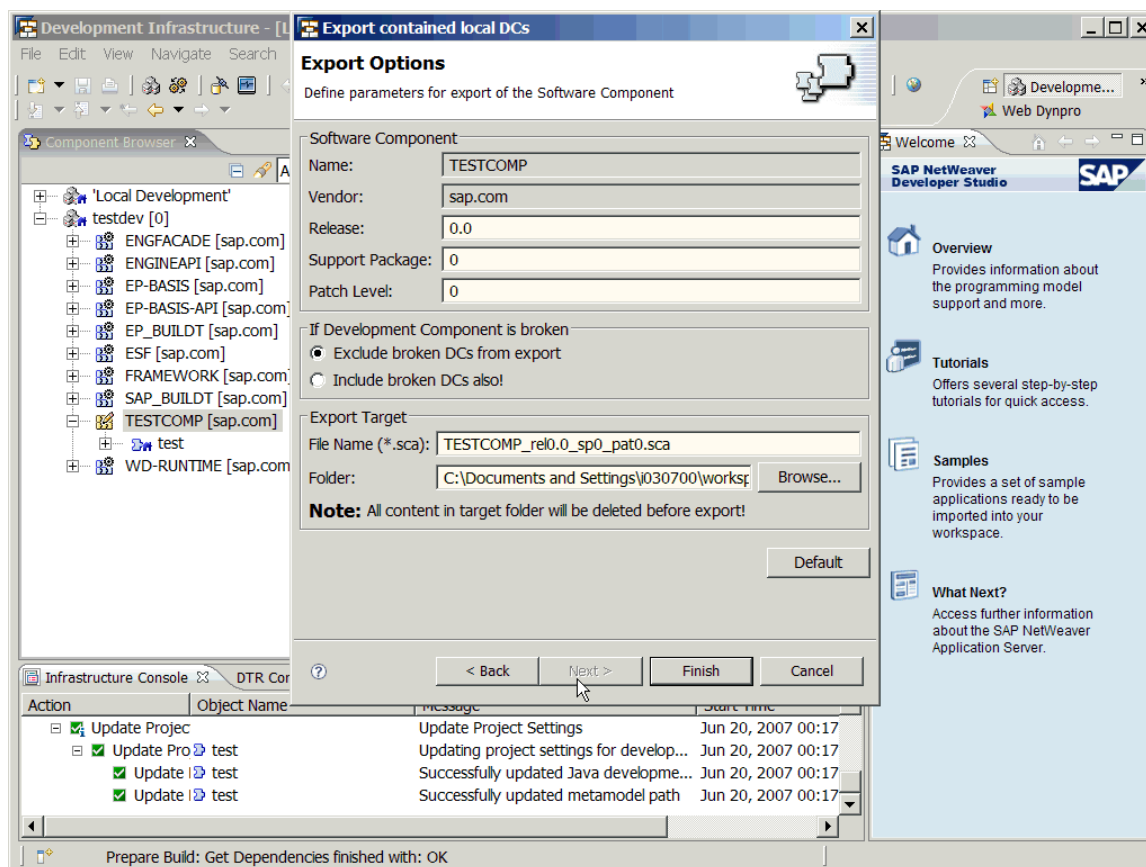 Development Infrastructure - [L
File Edit View Navigate Search
Developme...
Web Dynpro
Component Browser
A
'Local Development'
testdev [0]
ENGFACADE [sap.com]
ENGINEAPI [sap.com]
EP-BASIS [sap.com]
EP-BASIS-API [sap.com]
EP_BUILDT [sap.com]
ESF [sap.com]
FRAMEWORK [sap.com]
SAP_BUILDT [sap.com]
TESTCOMP [sap.com]
test
WD-RUNTIME [sap.com
Export contained local DCs
Export Options
Define parameters for export of the Software Component
Software Component
Name: TESTCOMP
Vendor: sap.com
Release: 0.0
Support Package: 0
Patch Level: 0
If Development Component is broken
Exclude broken DCs from export
Include broken DCs also!
Export Target
File Name (*.sca): TESTCOMP_rel0.0_sp0_pat0.sca
Folder: C:\Documents and Settings\i030700\worksp Browse...
Note: All content in target folder will be deleted before export!
Default
< Back Next > Finish Cancel
Welcome
SAP NetWeaver
Developer Studio
SAP
Overview
Provides information about
the programming model
support and more.
Tutorials
Offers several step-by-step
tutorials for quick access.
Samples
Provides a set of sample
applications ready to be
imported into your
workspace.
What Next?
Access further information
about the SAP NetWeaver
Application Server.
Infrastructure Console DTR Con
Action Object Name Message Start Time
Update Projec Update Project Settings Jun 20, 2007 00:17
Update Pro test Updating project settings for develop... Jun 20, 2007 00:17
Update test Successfully updated Java developme... Jun 20, 2007 00:17
Update test Successfully updated metamodel path Jun 20, 2007 00:17
Prepare Build: Get Dependencies finished with: OK